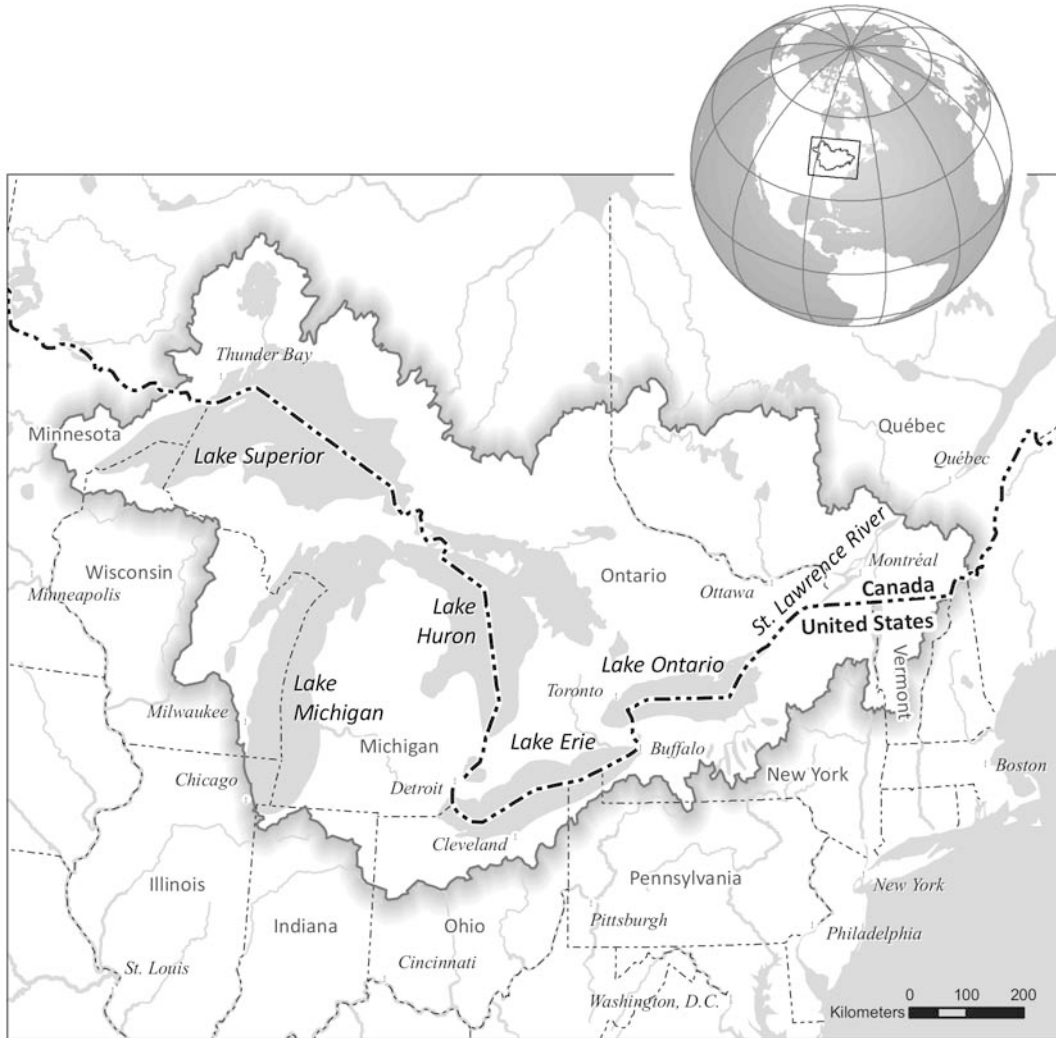 Thunder Bay
Minnesota
Lake Superior
Québec
Québec
St. Lawrence River
Montréal
Wisconsin
Minneapolis
Ontario
Ottawa
Canada
United States
Lake
Huron
Lake Ontario
Vermont
Lake
Michigan
Toronto
Milwaukee
Michigan
Lake Erie
Buffalo
New York
Boston
Chicago
Detroit
Cleveland
Illinois
Pennsylvania
New York
Indiana
Ohio
Pittsburgh
Philadelphia
St. Louis
Cincinnati
Washington, D.C.
0 100 200
Kilometers